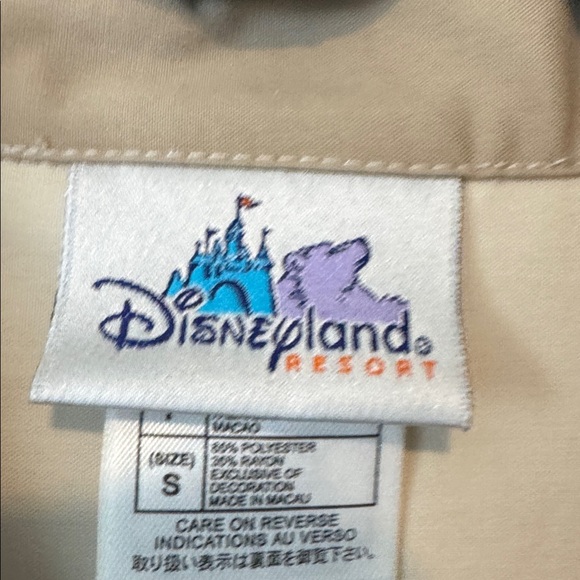 Disneyland®
RESORT
MACAO
(SIZE)
S
80% POLYESTER
20% RAYON
EXCLUSIVE OF
DECORATION
MADE IN MACAU
CARE ON REVERSE
INDICATIONS AU VERSO
取り扱い表示は裏面を御覧下さい。